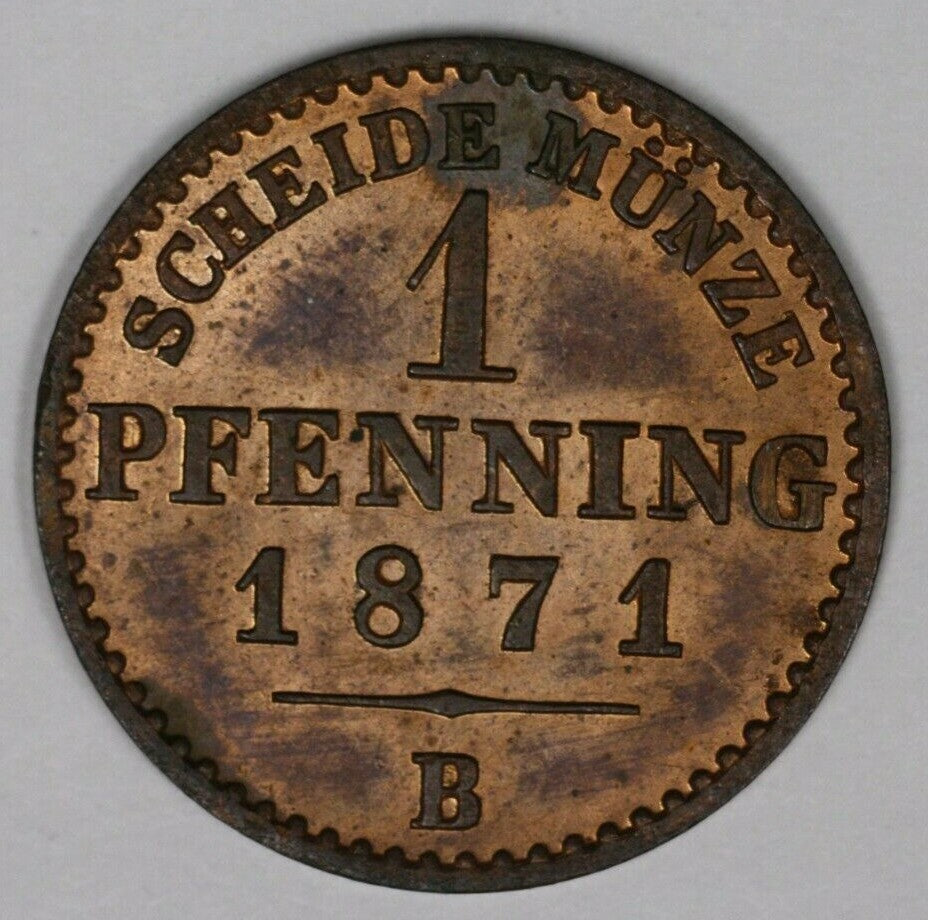 SCHEIDE MÜNZE
1
PFENNING
1871
B